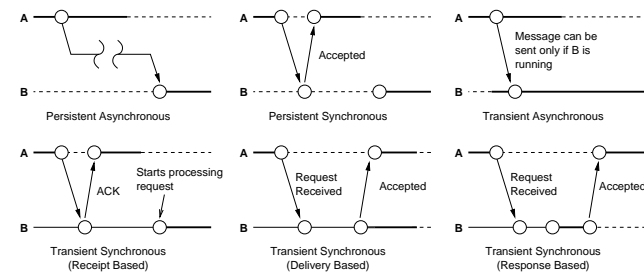 A
B
Persistent Asynchronous
A
Accepted
B
Persistent Synchronous
A
Message can be
sent only if B is
running
B
Transient Asynchronous
A
Starts processing
request
ACK
B
Transient Synchronous
(Receipt Based)
A
Request
Received
Accepted
B
Transient Synchronous
(Delivery Based)
A
Request
Received
Accepted
B
Transient Synchronous
(Response Based)